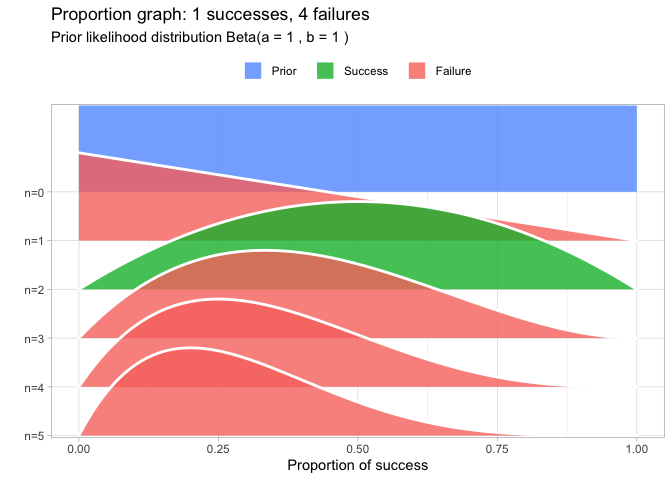 Proportion graph: 1 successes, 4 failures
Prior likelihood distribution Beta(a = 1 , b = 1 )
Prior Success Failure
n=0
n=1
n=2
n=3
n=4
n=5
0.00 0.25 0.50 0.75 1.00
Proportion of success